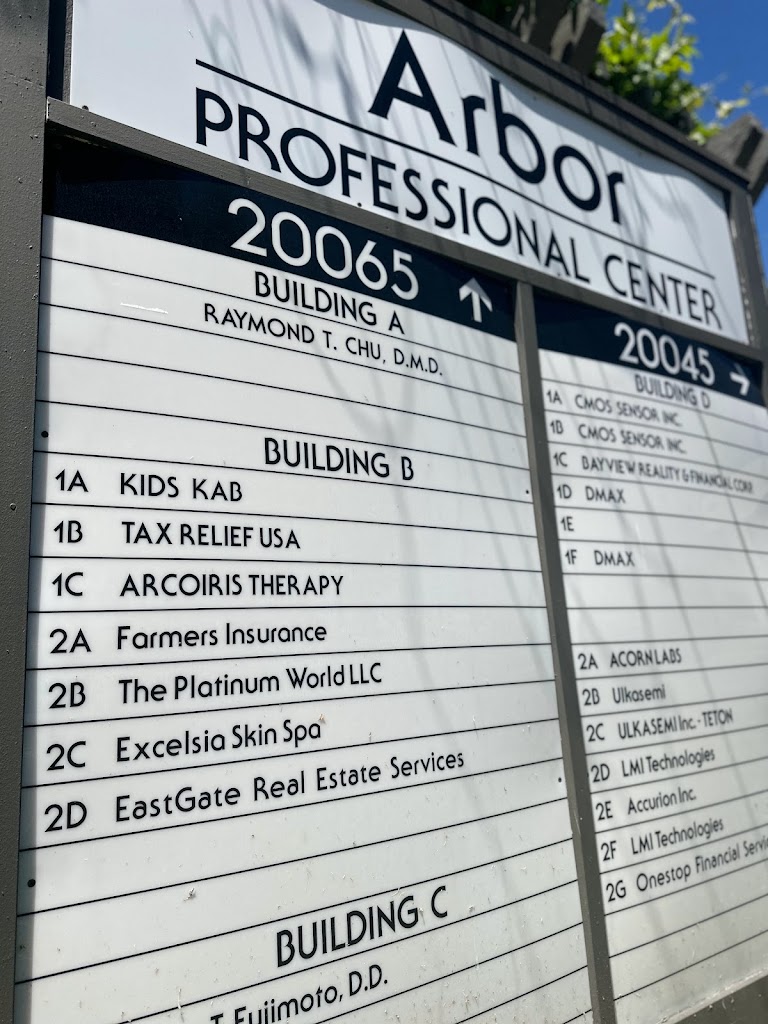 Arbor
PROFESSIONAL CENTER
20065 ↑
BUILDING A
RAYMOND T. CHU, D.M.D.
BUILDING B
1A KIDS KAB
1B TAX RELIEF USA
1C ARCOIRIS THERAPY
2A Farmers Insurance
2B The Platinum World LLC
2C Excelsia Skin Spa
2D EastGate Real Estate Services
BUILDING C
T. Fujimoto, D.D.
20045 →
BUILDING D
1A CMOS SENSOR INC.
1B CMOS SENSOR INC.
1C BAYVIEW REALITY & FINANCIAL CORP
1D DMAX
1E
1F DMAX
2A ACORN LABS
2B Ulkasemi
2C ULKASEMI Inc. - TETON
2D LMI Technologies
2E Accurion Inc.
2F LMI Technologies
2G Onestop Financial Servic